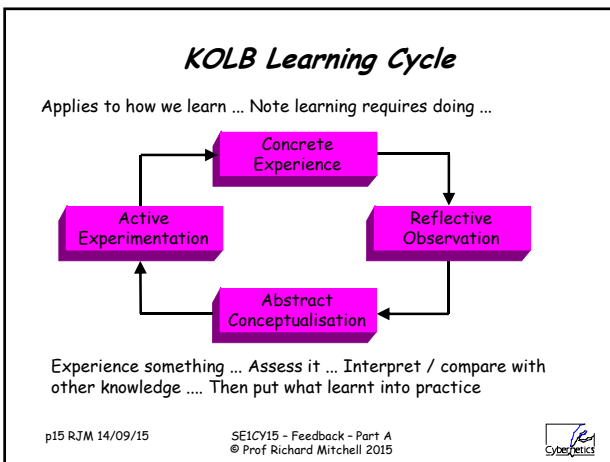 KOLB Learning Cycle
Applies to how we learn ... Note learning requires doing ...
Concrete
Experience
Active
Experimentation
Reflective
Observation
Abstract
Conceptualisation
Experience something ... Assess it ... Interpret / compare with
other knowledge .... Then put what learnt into practice
p15 RJM 14/09/15
SE1CY15 – Feedback – Part A
© Prof Richard Mitchell 2015
Cybernetics